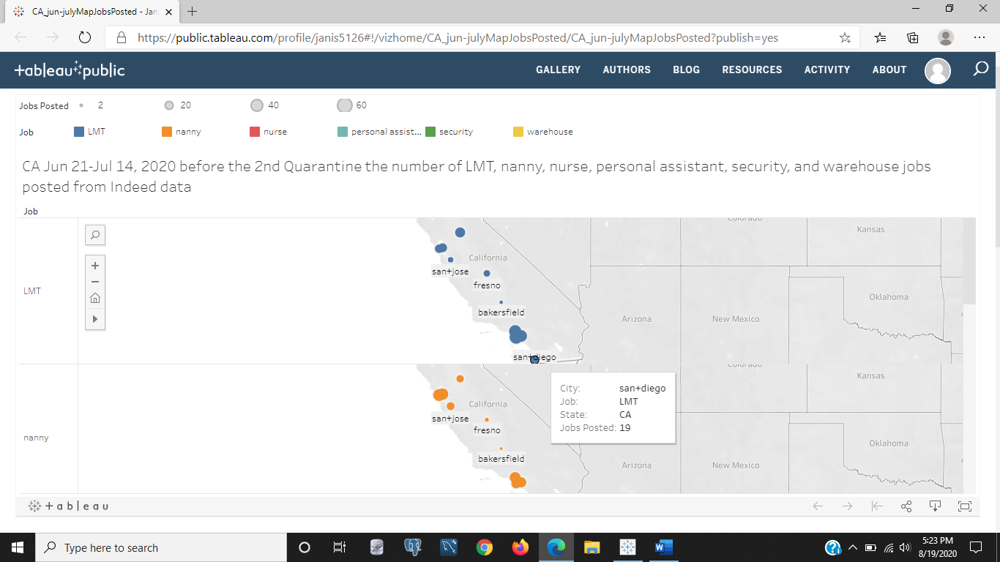 CA_jun-julyMapJobsPosted - Jan
https://public.tableau.com/profile/janis5126#!/vizhome/CA_jun-julyMapJobsPosted/CA_jun-julyMapJobsPosted?publish=yes
+ableau public GALLERY AUTHORS BLOG RESOURCES ACTIVITY ABOUT
Jobs Posted 2 20 40 60
Job LMT nanny nurse personal assist... security warehouse
CA Jun 21-Jul 14, 2020 before the 2nd Quarantine the number of LMT, nanny, nurse, personal assistant, security, and warehouse jobs
posted from Indeed data
Job
LMT
Colorado
Kansas
California
san+jose
fresno
Oklahoma
bakersfield
Arizona
New Mexico
san+diego
nanny
Colorado
Kansas
California
san+jose
fresno
Oklahoma
bakersfield
Arizona
New Mexico
City: san+diego
Job: LMT
State: CA
Jobs Posted: 19
+ableau
Type here to search
5:23 PM
8/19/2020